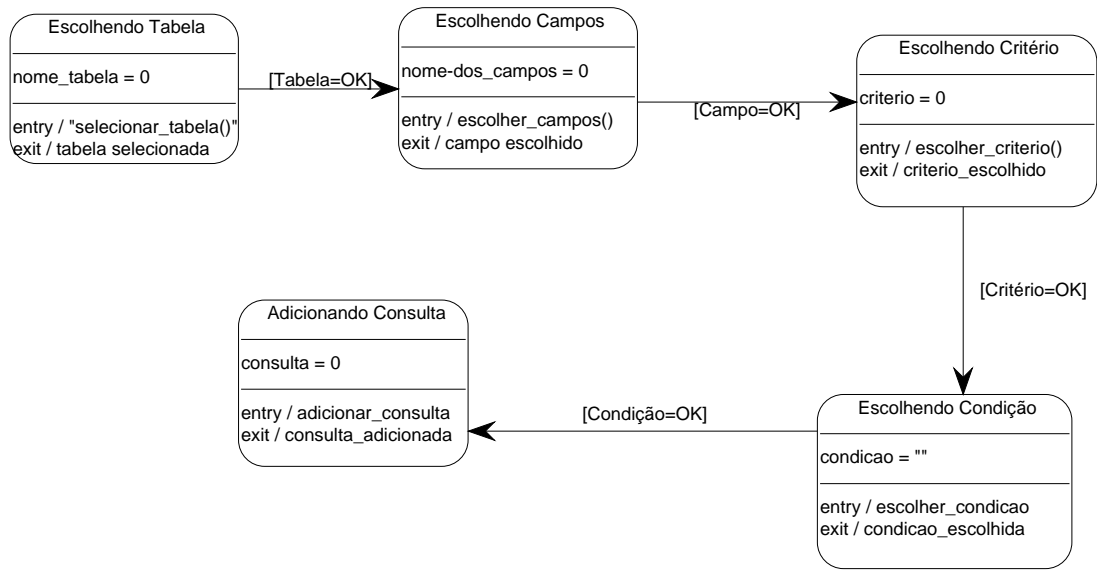 Escolhendo Tabela
nome_tabela = 0
entry / "selecionar_tabela()"
exit / tabela selecionada
[Tabela=OK]
Escolhendo Campos
nome-dos_campos = 0
entry / escolher_campos()
exit / campo escolhido
[Campo=OK]
Escolhendo Critério
criterio = 0
entry / escolher_criterio()
exit / criterio_escolhido
[Critério=OK]
Escolhendo Condição
condicao = ""
entry / escolher_condicao
exit / condicao_escolhida
[Condição=OK]
Adicionando Consulta
consulta = 0
entry / adicionar_consulta
exit / consulta_adicionada